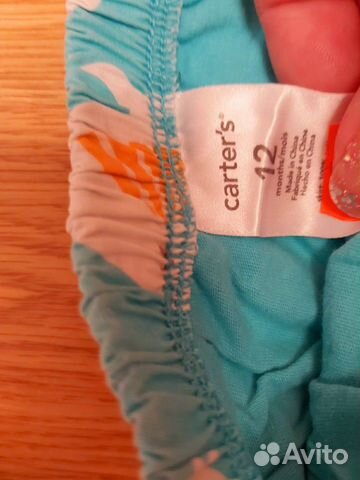 carter's®
12
months/mois
Made in China
Fabriqué en Chine
Hecho en China
Avito